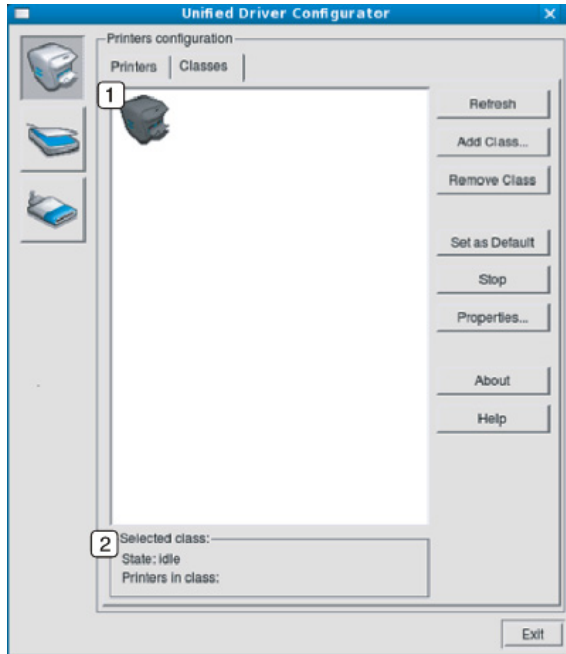 Unified Driver Configurator
Printers configuration
Printers Classes
1
Refresh
Add Class...
Remove Class
Set as Default
Stop
Properties...
About
Help
2
Selected class:
State: idle
Printers in class:
Exit